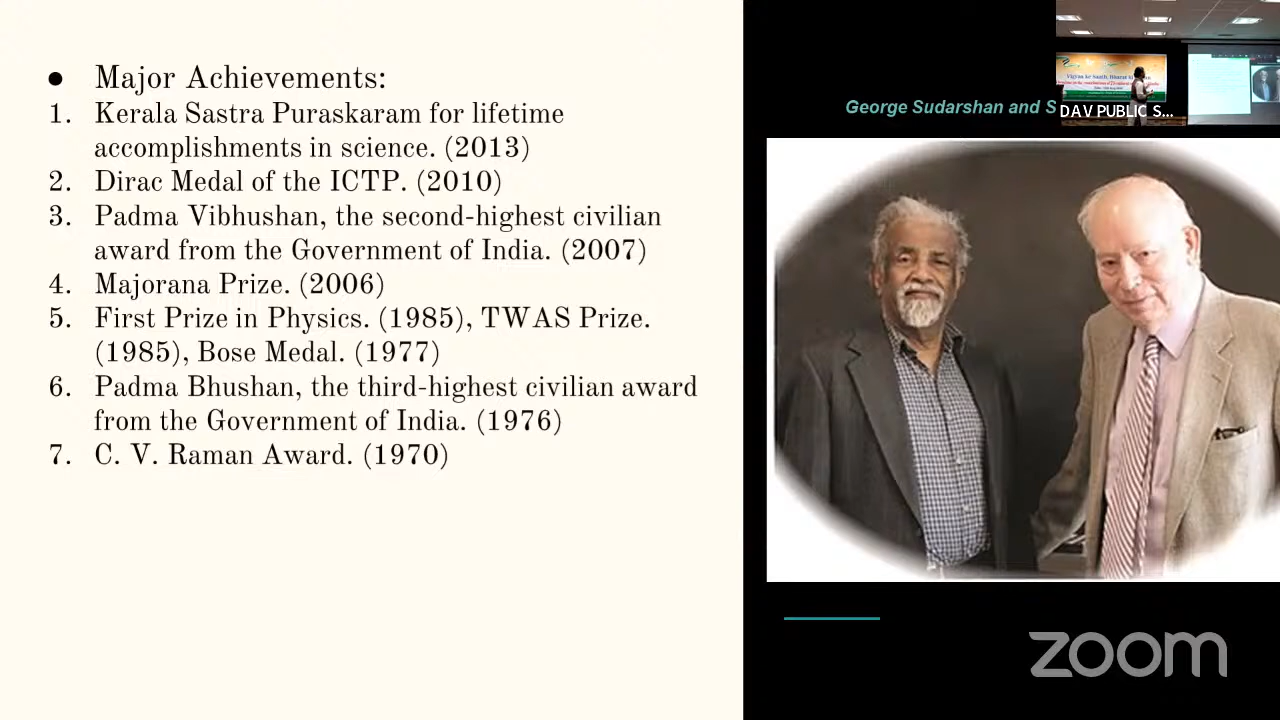 ● Major Achievements:
1. Kerala Sastra Puraskaram for lifetime
accomplishments in science. (2013)
2. Dirac Medal of the ICTP. (2010)
3. Padma Vibhushan, the second-highest civilian
award from the Government of India. (2007)
4. Majorana Prize. (2006)
5. First Prize in Physics. (1985), TWAS Prize.
(1985), Bose Medal. (1977)
6. Padma Bhushan, the third-highest civilian award
from the Government of India. (1976)
7. C. V. Raman Award. (1970)
George Sudarshan and S
DAV PUBLIC S...
zoom